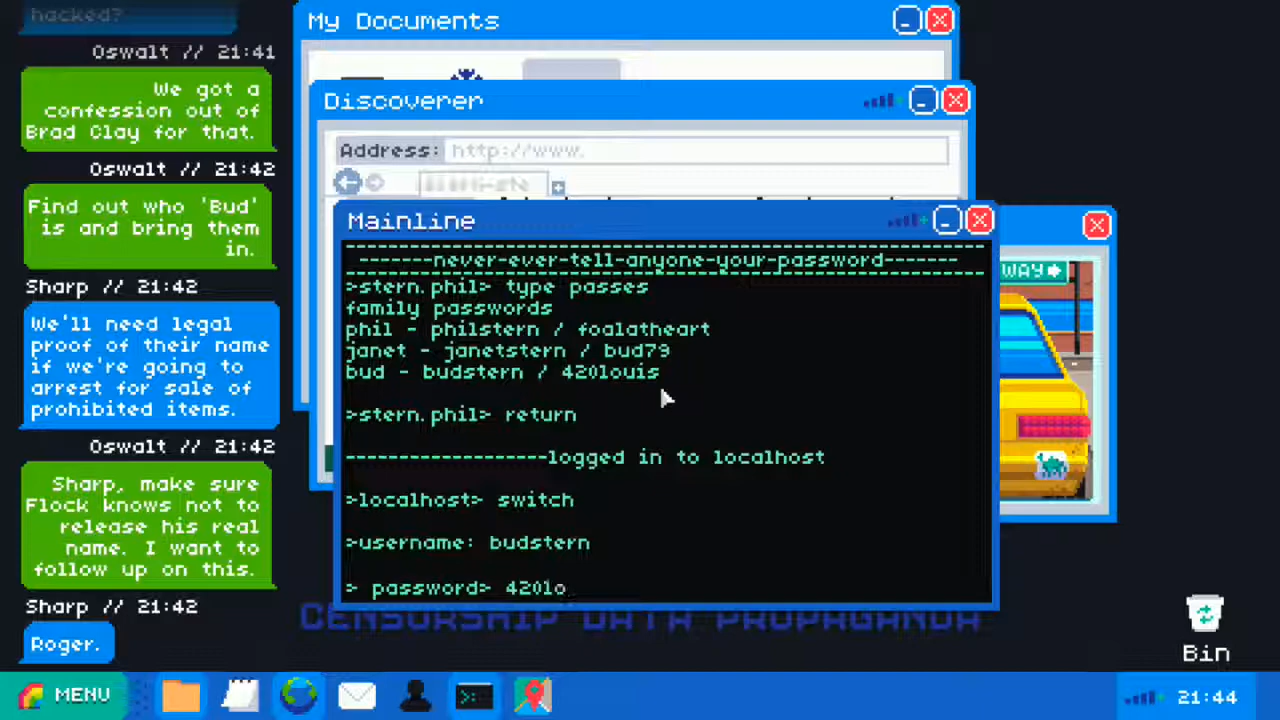 hacked?
Oswalt // 21:41
We got a
confession out of
Brad Clay for that.
Oswalt // 21:42
Find out who 'Bud'
is and bring them
in.
Sharp // 21:42
We'll need legal
proof of their name
if we're going to
arrest for sale of
prohibited items.
Oswalt // 21:42
Sharp, make sure
Flock knows not to
release his real
name. I want to
follow up on this.
Sharp // 21:42
Roger.
My Documents
Discoverer
Address: http://www.
Mainline
-------never-ever-tell-anyone-your-password-------
>stern.phil> type passes
family passwords
phil - philstern / foalatheart
janet - janetstern / bud79
bud - budstern / 420louis
>stern.phil> return
------------------logged in to localhost
>localhost> switch
>username: budstern
> password> 420lo_
WAY
CENSORSHIP DATA PROPAGANDA
Bin
MENU
21:44